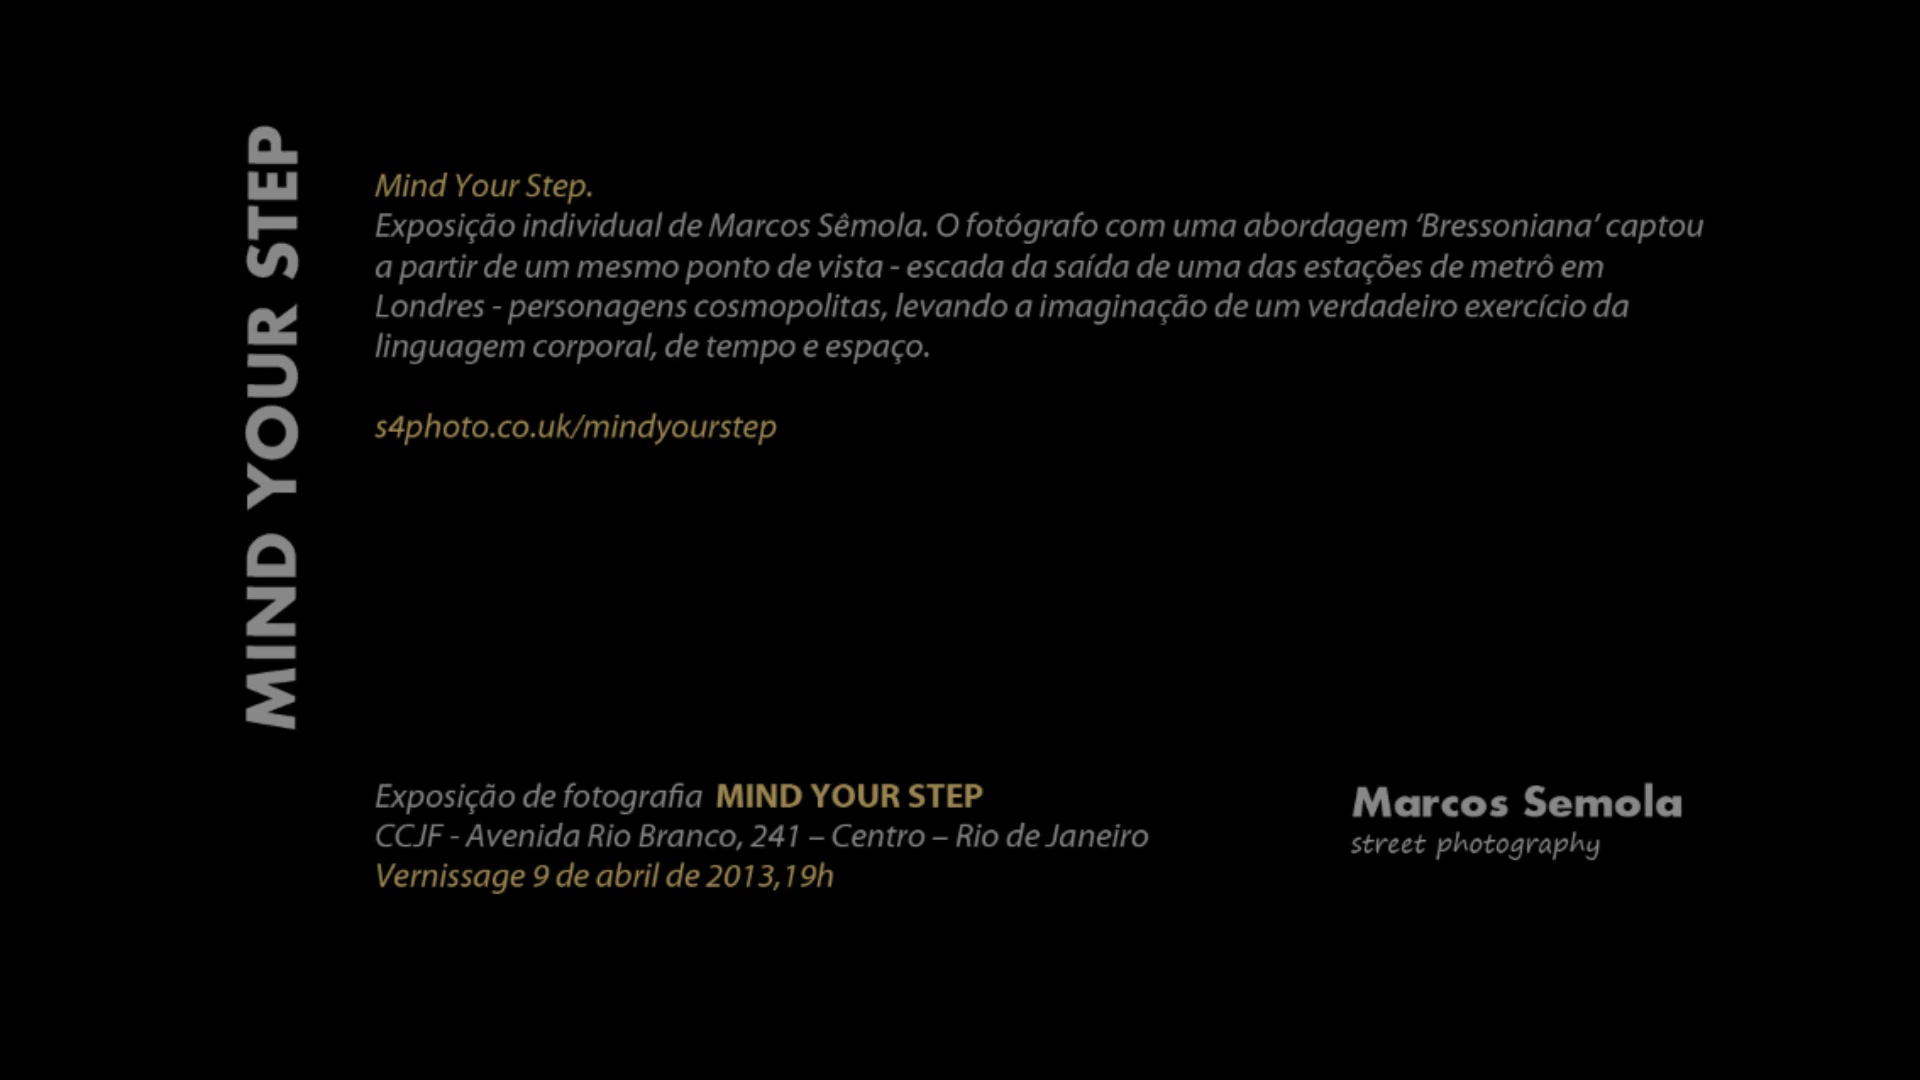 MIND YOUR STEP
Mind Your Step.
Exposição individual de Marcos Sêmola. O fotógrafo com uma abordagem ‘Bressoniana’ captou
a partir de um mesmo ponto de vista - escada da saída de uma das estações de metrô em
Londres - personagens cosmopolitas, levando a imaginação de um verdadeiro exercício da
linguagem corporal, de tempo e espaço.
s4photo.co.uk/mindyourstep
Exposição de fotografia MIND YOUR STEP
CCJF - Avenida Rio Branco, 241 – Centro – Rio de Janeiro
Vernissage 9 de abril de 2013,19h
Marcos Semola
street photography